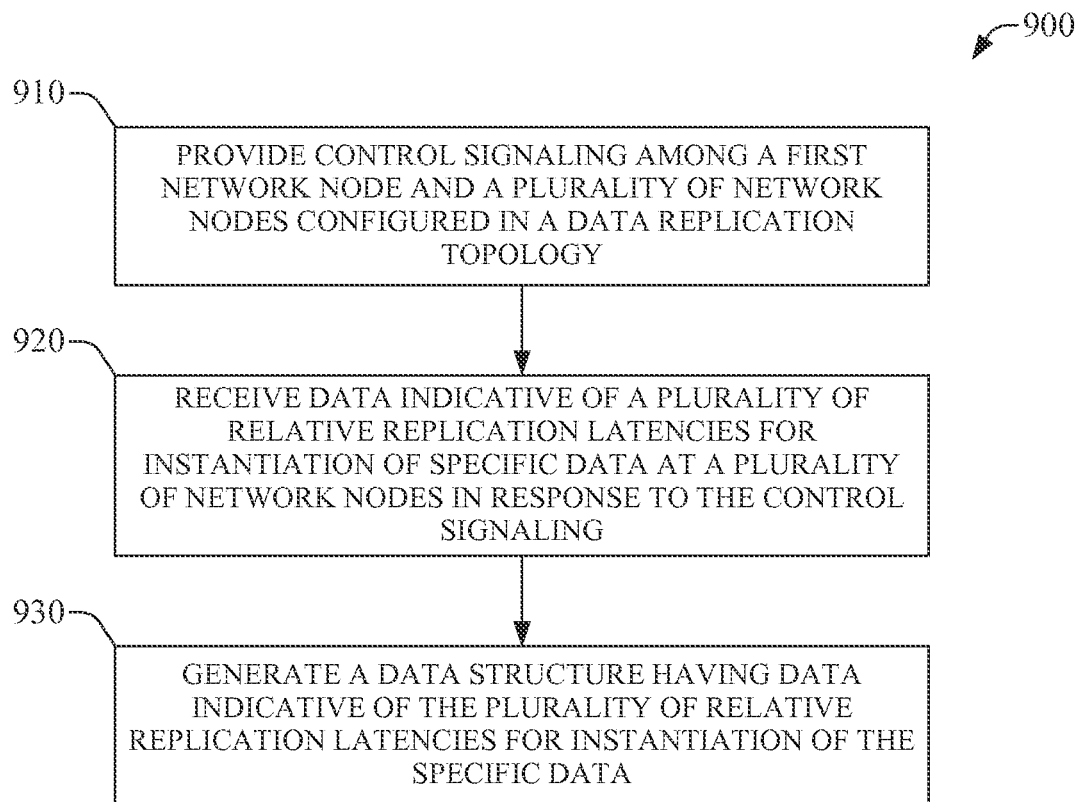 900
910
PROVIDE CONTROL SIGNALING AMONG A FIRST
NETWORK NODE AND A PLURALITY OF NETWORK
NODES CONFIGURED IN A DATA REPLICATION
TOPOLOGY
920
RECEIVE DATA INDICATIVE OF A PLURALITY OF
RELATIVE REPLICATION LATENCIES FOR
INSTANTIATION OF SPECIFIC DATA AT A PLURALITY
OF NETWORK NODES IN RESPONSE TO THE CONTROL
SIGNALING
930
GENERATE A DATA STRUCTURE HAVING DATA
INDICATIVE OF THE PLURALITY OF RELATIVE
REPLICATION LATENCIES FOR INSTANTIATION OF THE
SPECIFIC DATA